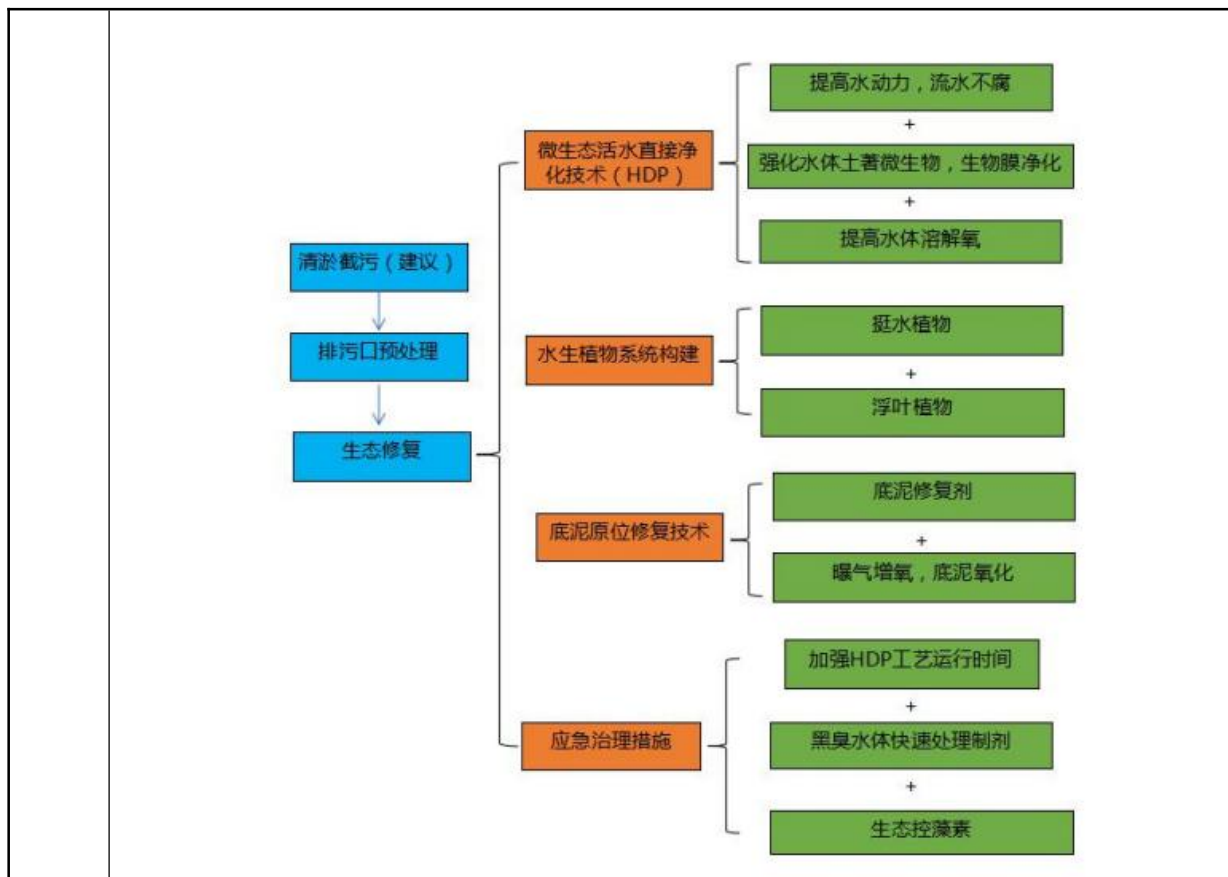 清淤截污（建议）
排污口预处理
生态修复
微生态活水直接净
化技术（HDP）
提高水动力，流水不腐
+
强化水体土著微生物，生物膜净化
+
提高水体溶解氧
水生植物系统构建
挺水植物
+
浮叶植物
底泥原位修复技术
底泥修复剂
+
曝气增氧，底泥氧化
应急治理措施
加强HDP工艺运行时间
+
黑臭水体快速处理制剂
+
生态控藻素